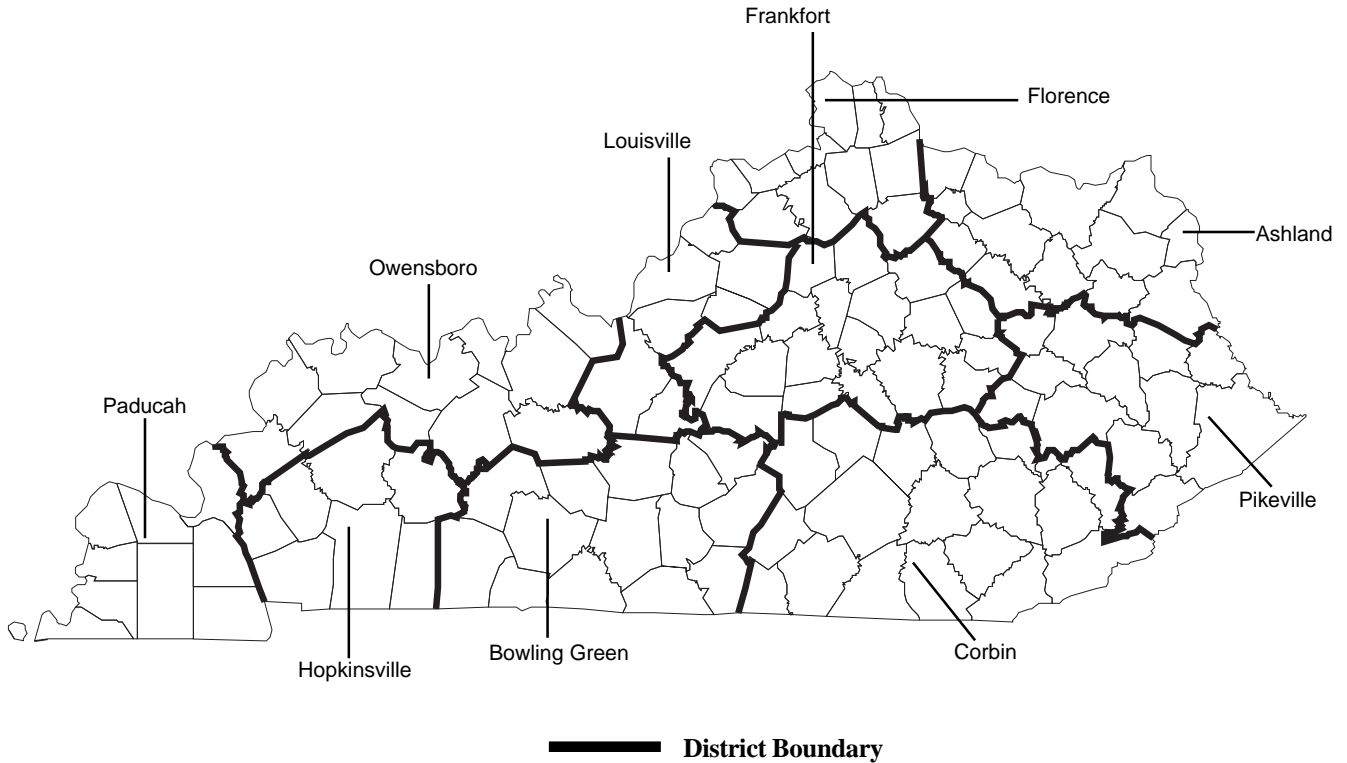 Frankfort
Florence
Louisville
Ashland
Owensboro
Paducah
Pikeville
Bowling Green
Corbin
Hopkinsville
District Boundary